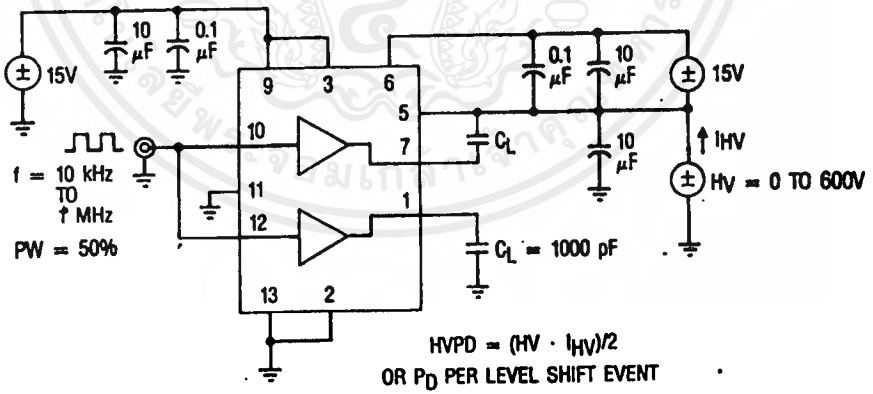 10
µF
0.1
µF
15V
9
3
6
0.1
µF
10
µF
15V
5
10
7
CL
10
µF
IHV
HV = 0 TO 600V
f = 10 kHz
TO
1 MHz
PW = 50%
11
12
1
CL = 1000 pF
13
2
HVPD = (HV · IHV)/2
OR PD PER LEVEL SHIFT EVENT